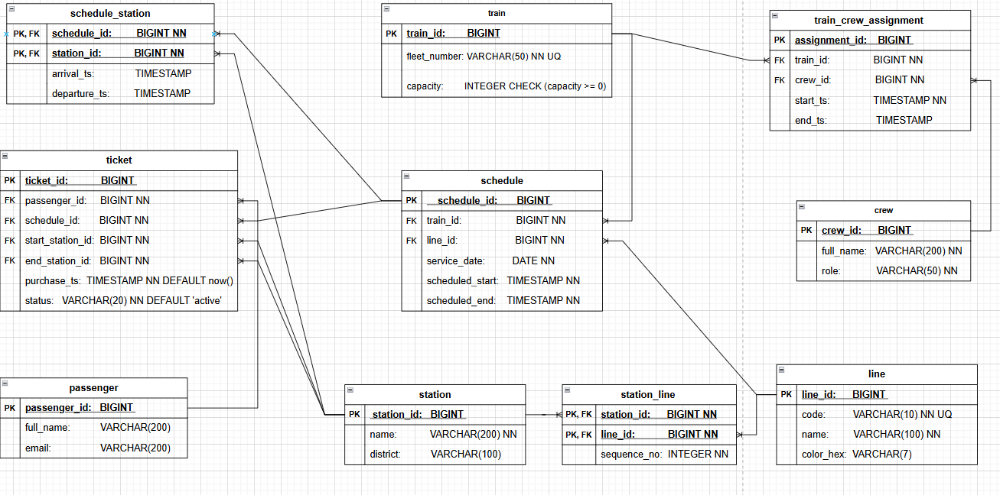 schedule_station
PK, FK schedule_id: BIGINT NN
PK, FK station_id: BIGINT NN
arrival_ts: TIMESTAMP
departure_ts: TIMESTAMP
train
PK train_id: BIGINT
fleet_number: VARCHAR(50) NN UQ
capacity: INTEGER CHECK (capacity >= 0)
train_crew_assignment
PK assignment_id: BIGINT
FK train_id: BIGINT NN
FK crew_id: BIGINT NN
start_ts: TIMESTAMP NN
end_ts: TIMESTAMP
ticket
PK ticket_id: BIGINT
FK passenger_id: BIGINT NN
FK schedule_id: BIGINT NN
FK start_station_id: BIGINT NN
FK end_station_id: BIGINT NN
purchase_ts: TIMESTAMP NN DEFAULT now()
status: VARCHAR(20) NN DEFAULT 'active'
schedule
PK schedule_id: BIGINT
FK train_id: BIGINT NN
FK line_id: BIGINT NN
service_date: DATE NN
scheduled_start: TIMESTAMP NN
scheduled_end: TIMESTAMP NN
crew
PK crew_id: BIGINT
full_name: VARCHAR(200) NN
role: VARCHAR(50) NN
passenger
PK passenger_id: BIGINT
full_name: VARCHAR(200)
email: VARCHAR(200)
station
PK station_id: BIGINT
name: VARCHAR(200) NN
district: VARCHAR(100)
station_line
PK, FK station_id: BIGINT NN
PK, FK line_id: BIGINT NN
sequence_no: INTEGER NN
line
PK line_id: BIGINT
code: VARCHAR(10) NN UQ
name: VARCHAR(100) NN
color_hex: VARCHAR(7)